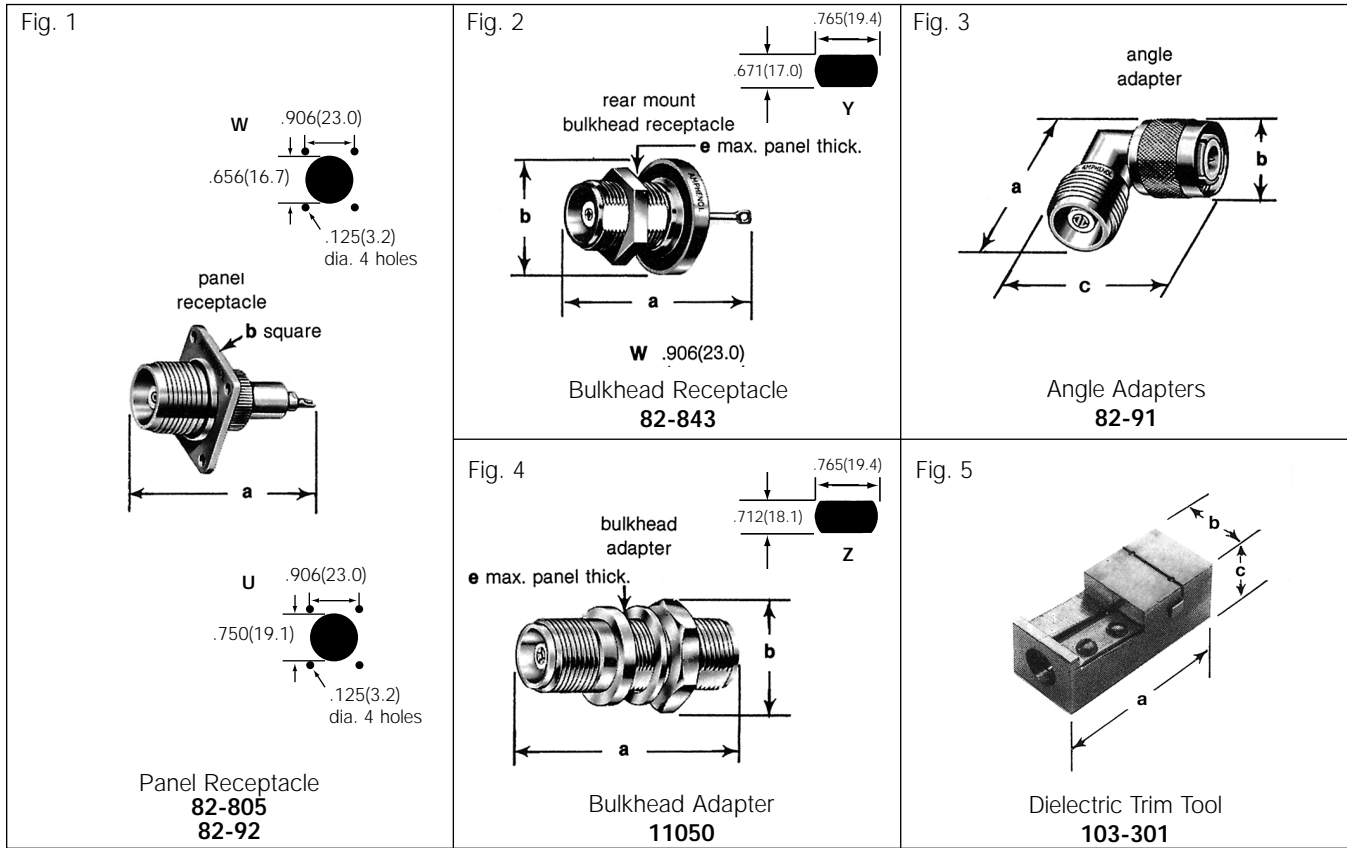 Fig. 1
W
.906(23.0)
.656(16.7)
.125(3.2)
dia. 4 holes
panel
receptacle
b square
a
U
.906(23.0)
.750(19.1)
.125(3.2)
dia. 4 holes
Panel Receptacle
82-805
82-92
Fig. 2
.765(19.4)
.671(17.0)
Y
rear mount
bulkhead receptacle
e max. panel thick.
b
AMPHENOL
a
W .906(23.0)
Bulkhead Receptacle
82-843
Fig. 3
angle
adapter
a
b
AMPHENOL
c
Angle Adapters
82-91
Fig. 4
.765(19.4)
.712(18.1)
Z
bulkhead
adapter
e max. panel thick.
b
a
Bulkhead Adapter
11050
Fig. 5
b
c
a
Dielectric Trim Tool
103-301